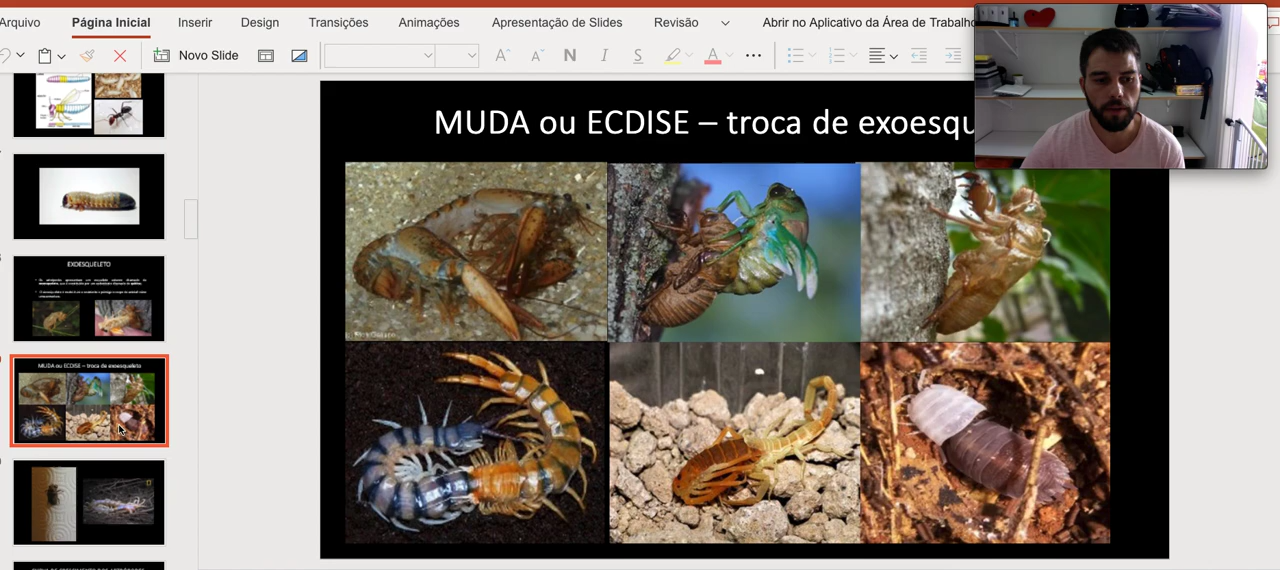 Arquivo Página Inicial Inserir Design Transições Animações Apresentação de Slides Revisão Abrir no Aplicativo da Área de Trabalho
Novo Slide N I S A
MUDA ou ECDISE – troca de exoesqu
EXOESQUELETO
MUDA ou ECDISE – troca de exoesqueleto